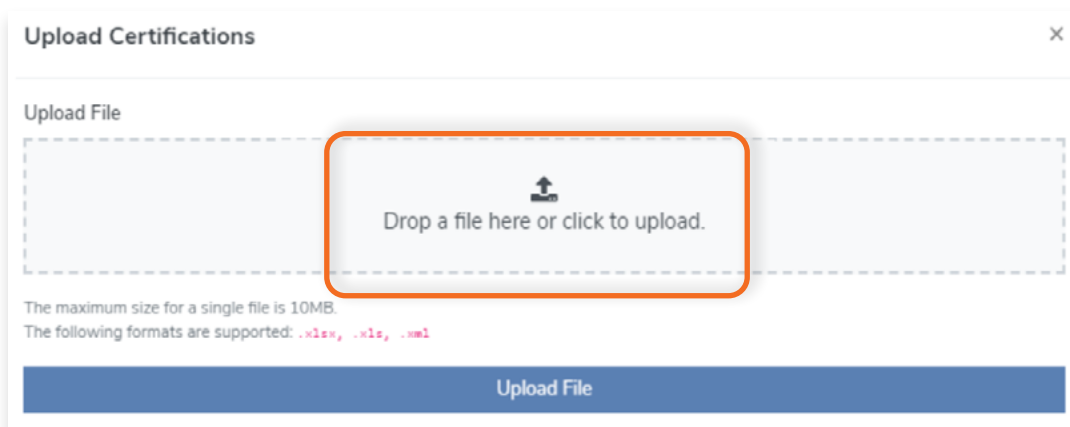 Upload Certifications
Upload File
Drop a file here or click to upload.
The maximum size for a single file is 10MB.
The following formats are supported: .xlsx, .xls, .xml
Upload File